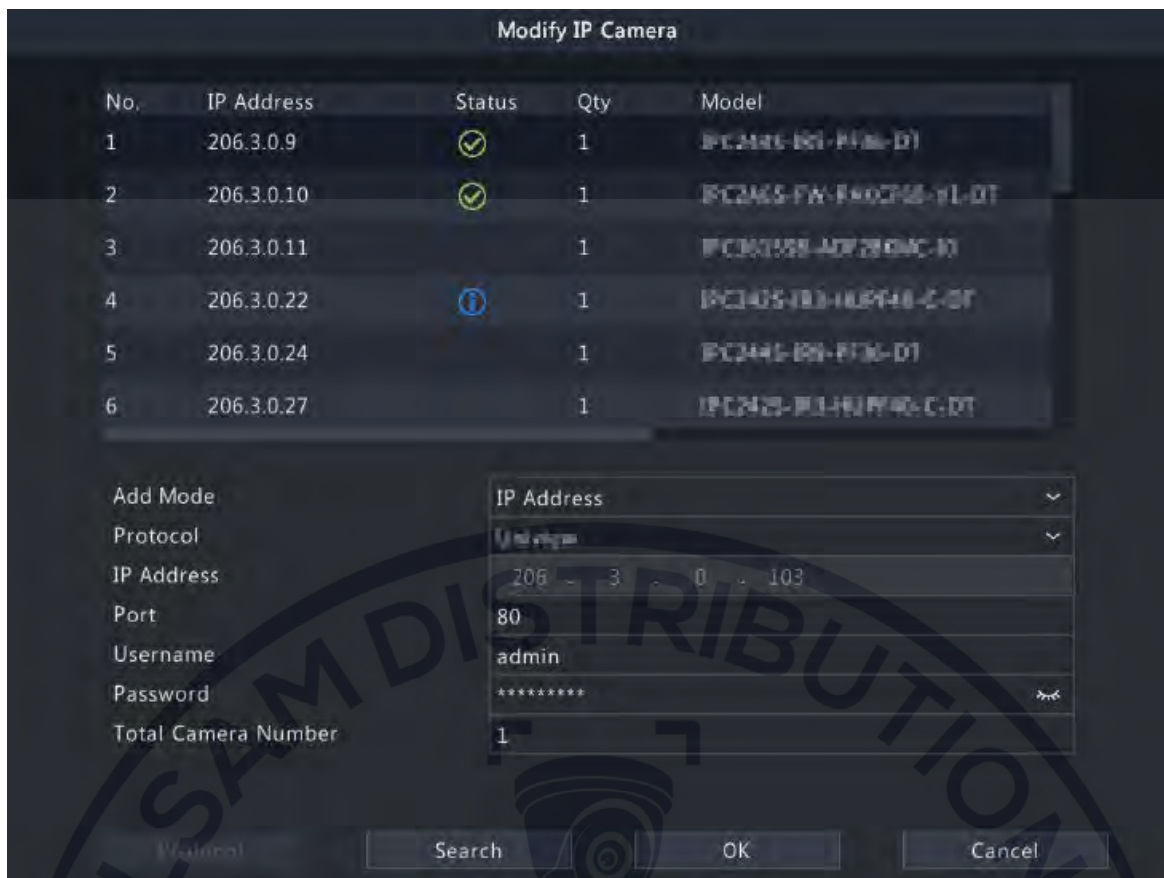 Modify IP Camera
No. IP Address Status Qty Model
1 206.3.0.9 1
2 206.3.0.10 1
3 206.3.0.11 1
4 206.3.0.22 1
5 206.3.0.24 1
6 206.3.0.27 1
Add Mode IP Address
Protocol
IP Address 206 . 3 . 0 . 103
Port 80
Username admin
Password *********
Total Camera Number 1
Search OK Cancel
SAM DISTRIBUTION